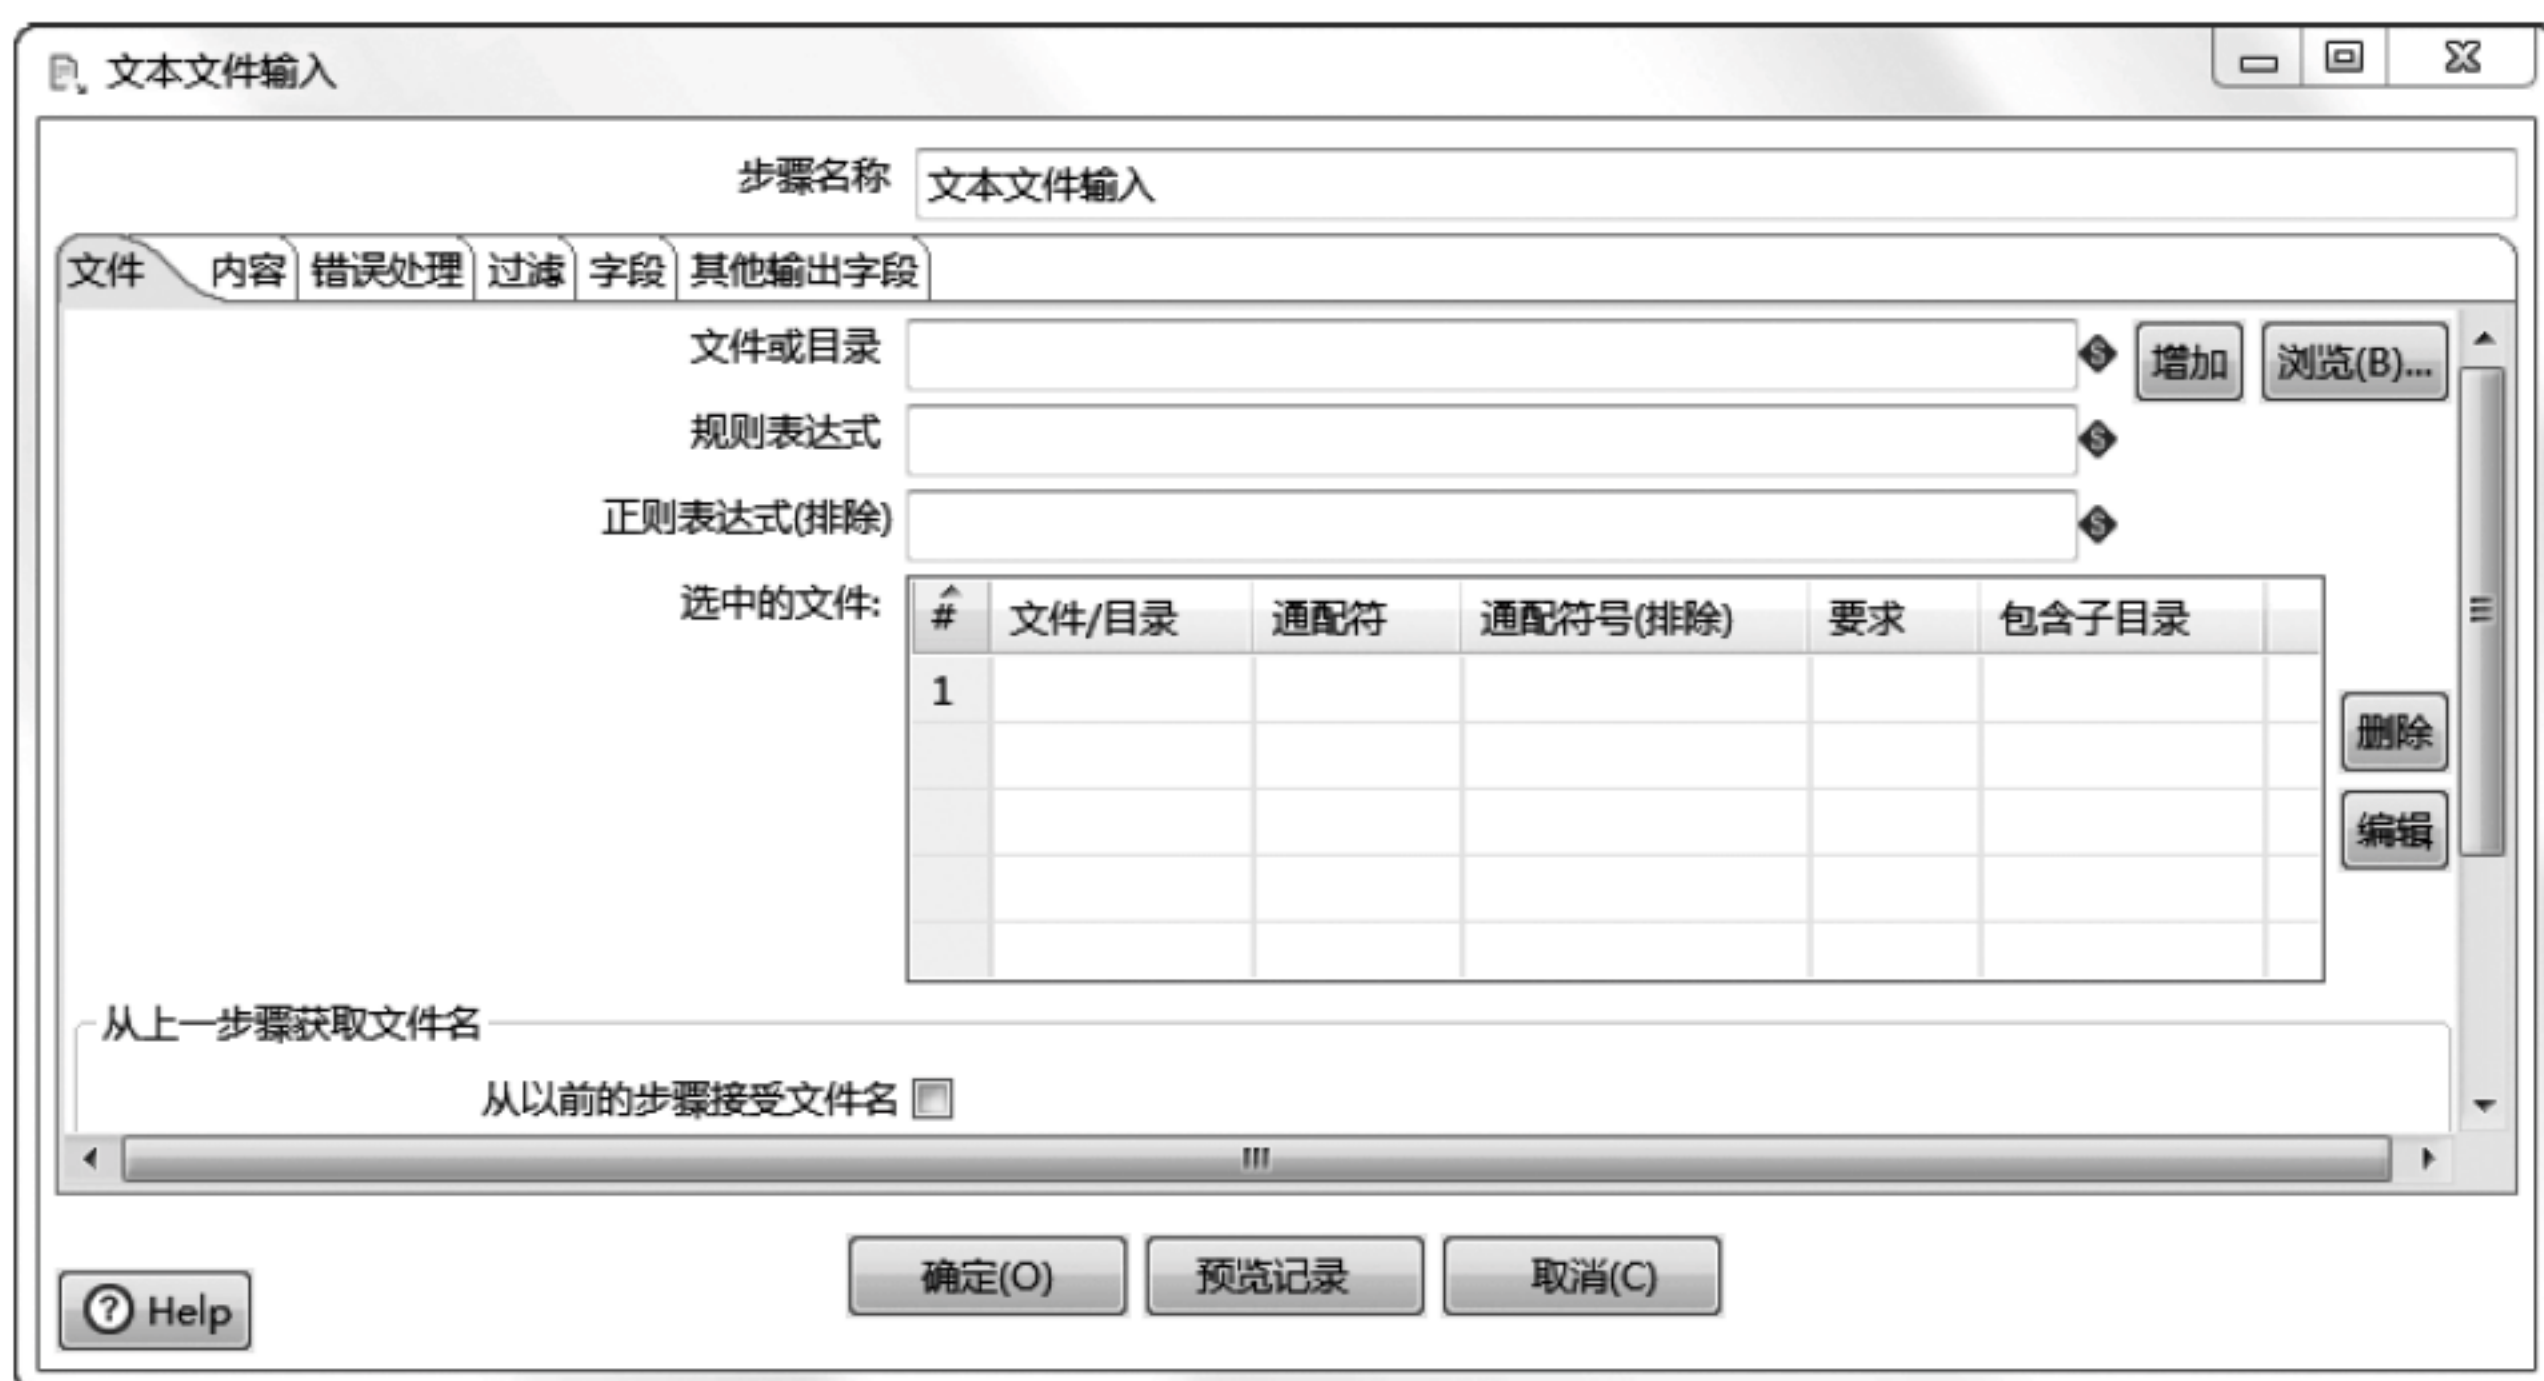 文本文件输入
步骤名称 文本文件输入
文件 内容 错误处理 过滤 字段 其他输出字段
文件或目录 增加 浏览(B)...
规则表达式
正则表达式(排除)
选中的文件: # 文件/目录 通配符 通配符号(排除) 要求 包含子目录
1
删除
编辑
从上一步骤获取文件名
从以前的步骤接受文件名
确定(O) 预览记录 取消(C)
Help